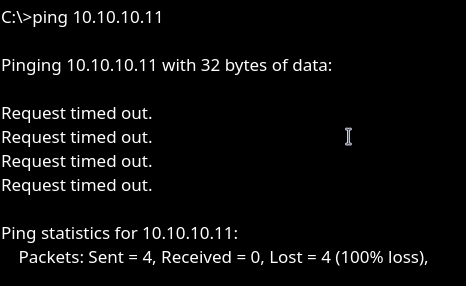 C:\>ping 10.10.10.11
Pinging 10.10.10.11 with 32 bytes of data:
Request timed out.
Request timed out.
Request timed out.
Request timed out.
Ping statistics for 10.10.10.11:
Packets: Sent = 4, Received = 0, Lost = 4 (100% loss),